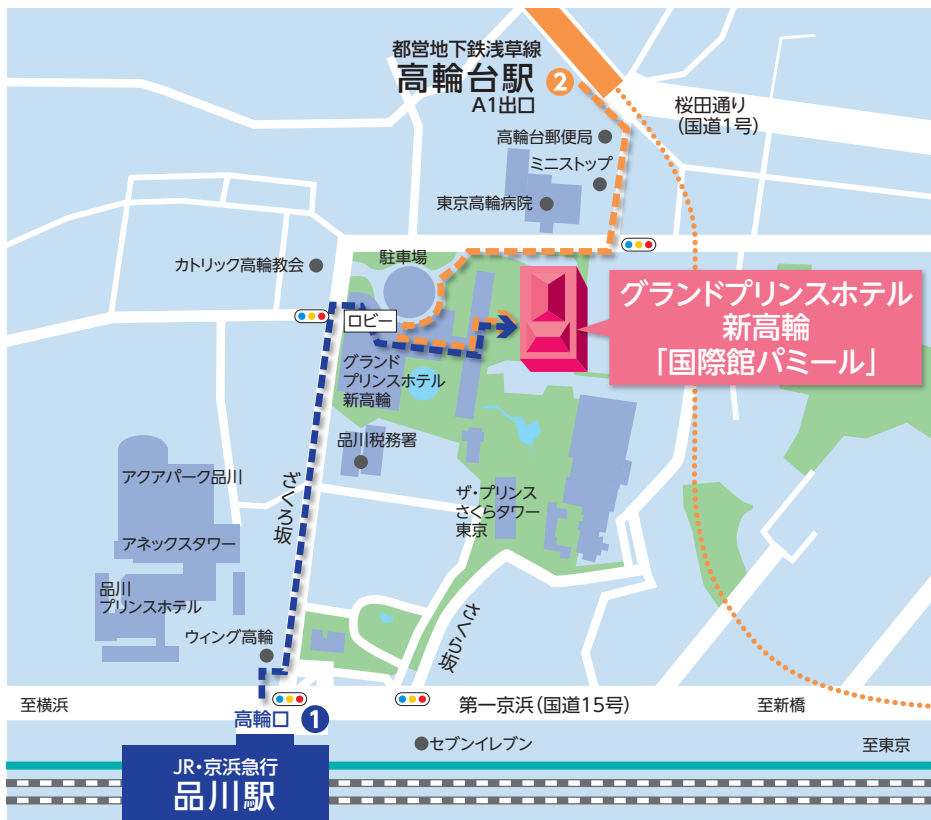 都営地下鉄浅草線
高輪台駅
2
A1出口
桜田通り
(国道1号)
高輪台郵便局
ミニストップ
東京高輪病院
カトリック高輪教会
駐車場
ロビー
グランドプリンスホテル
新高輪
「国際館パミール」
グランド
プリンスホテル
新高輪
品川税務署
ざくろ坂
アクアパーク品川
アネックスタワー
品川
プリンスホテル
ザ・プリンス
さくらタワー
東京
さくら坂
ウィング高輪
至横浜
第一京浜(国道15号)
至新橋
高輪口
1
セブンイレブン
至東京
JR・京浜急行
品川駅